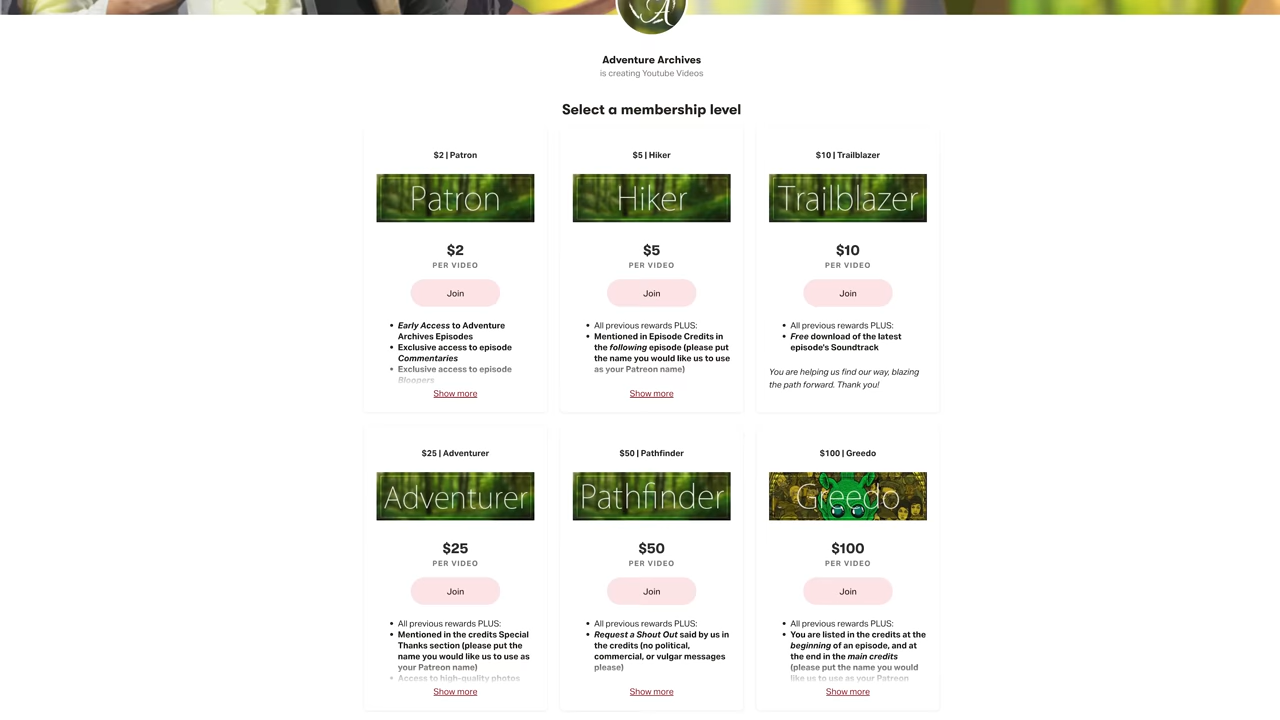 A
Adventure Archives
is creating Youtube Videos
Select a membership level
$2 | Patron
Patron
$2
PER VIDEO
Join
• Early Access to Adventure
Archives Episodes
• Exclusive access to episode
Commentaries
• Exclusive access to episode
Bloopers
Show more
$5 | Hiker
Hiker
$5
PER VIDEO
Join
• All previous rewards PLUS:
• Mentioned in Episode Credits in
the following episode (please put
the name you would like us to use
as your Patreon name)
Show more
$10 | Trailblazer
Trailblazer
$10
PER VIDEO
Join
• All previous rewards PLUS:
• Free download of the latest
episode's Soundtrack
You are helping us find our way, blazing
the path forward. Thank you!
$25 | Adventurer
Adventurer
$25
PER VIDEO
Join
• All previous rewards PLUS:
• Mentioned in the credits Special
Thanks section (please put the
name you would like us to use as
your Patreon name)
• Access to high-quality photos
Show more
$50 | Pathfinder
Pathfinder
$50
PER VIDEO
Join
• All previous rewards PLUS:
• Request a Shout Out said by us in
the credits (no political,
commercial, or vulgar messages
please)
Show more
$100 | Greedo
Greedo
$100
PER VIDEO
Join
• All previous rewards PLUS:
• You are listed in the credits at the
beginning of an episode, and at
the end in the main credits
(please put the name you would
like us to use as your Patreon
Show more